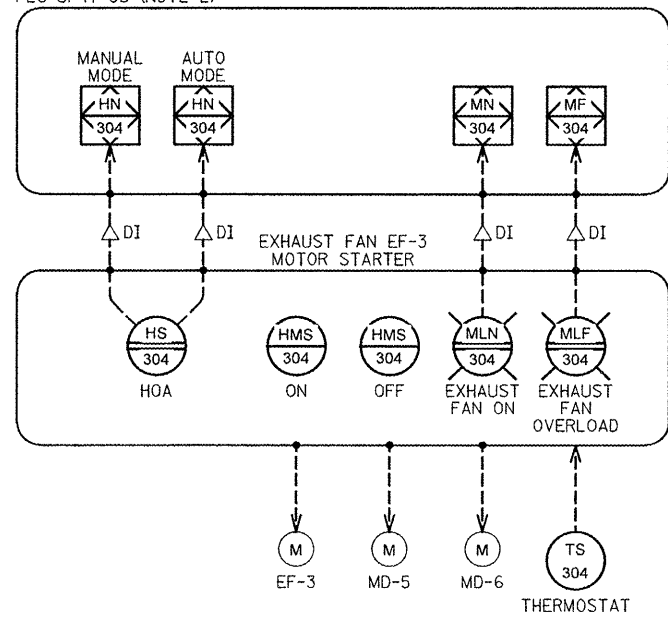 MANUAL MODE
AUTO MODE
HN 304
HN 304
MN 304
MF 304
DI
DI
DI
DI
EXHAUST FAN EF-3
MOTOR STARTER
HS 304
HMS 304
HMS 304
MLN 304
MLF 304
HOA
ON
OFF
EXHAUST FAN ON
EXHAUST FAN OVERLOAD
M
M
M
TS 304
EF-3
MD-5
MD-6
THERMOSTAT